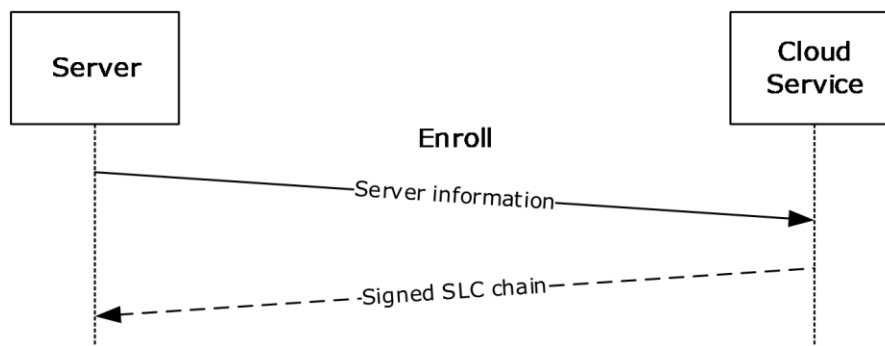 Server
Cloud
Service
Enroll
Server information
Signed SLC chain